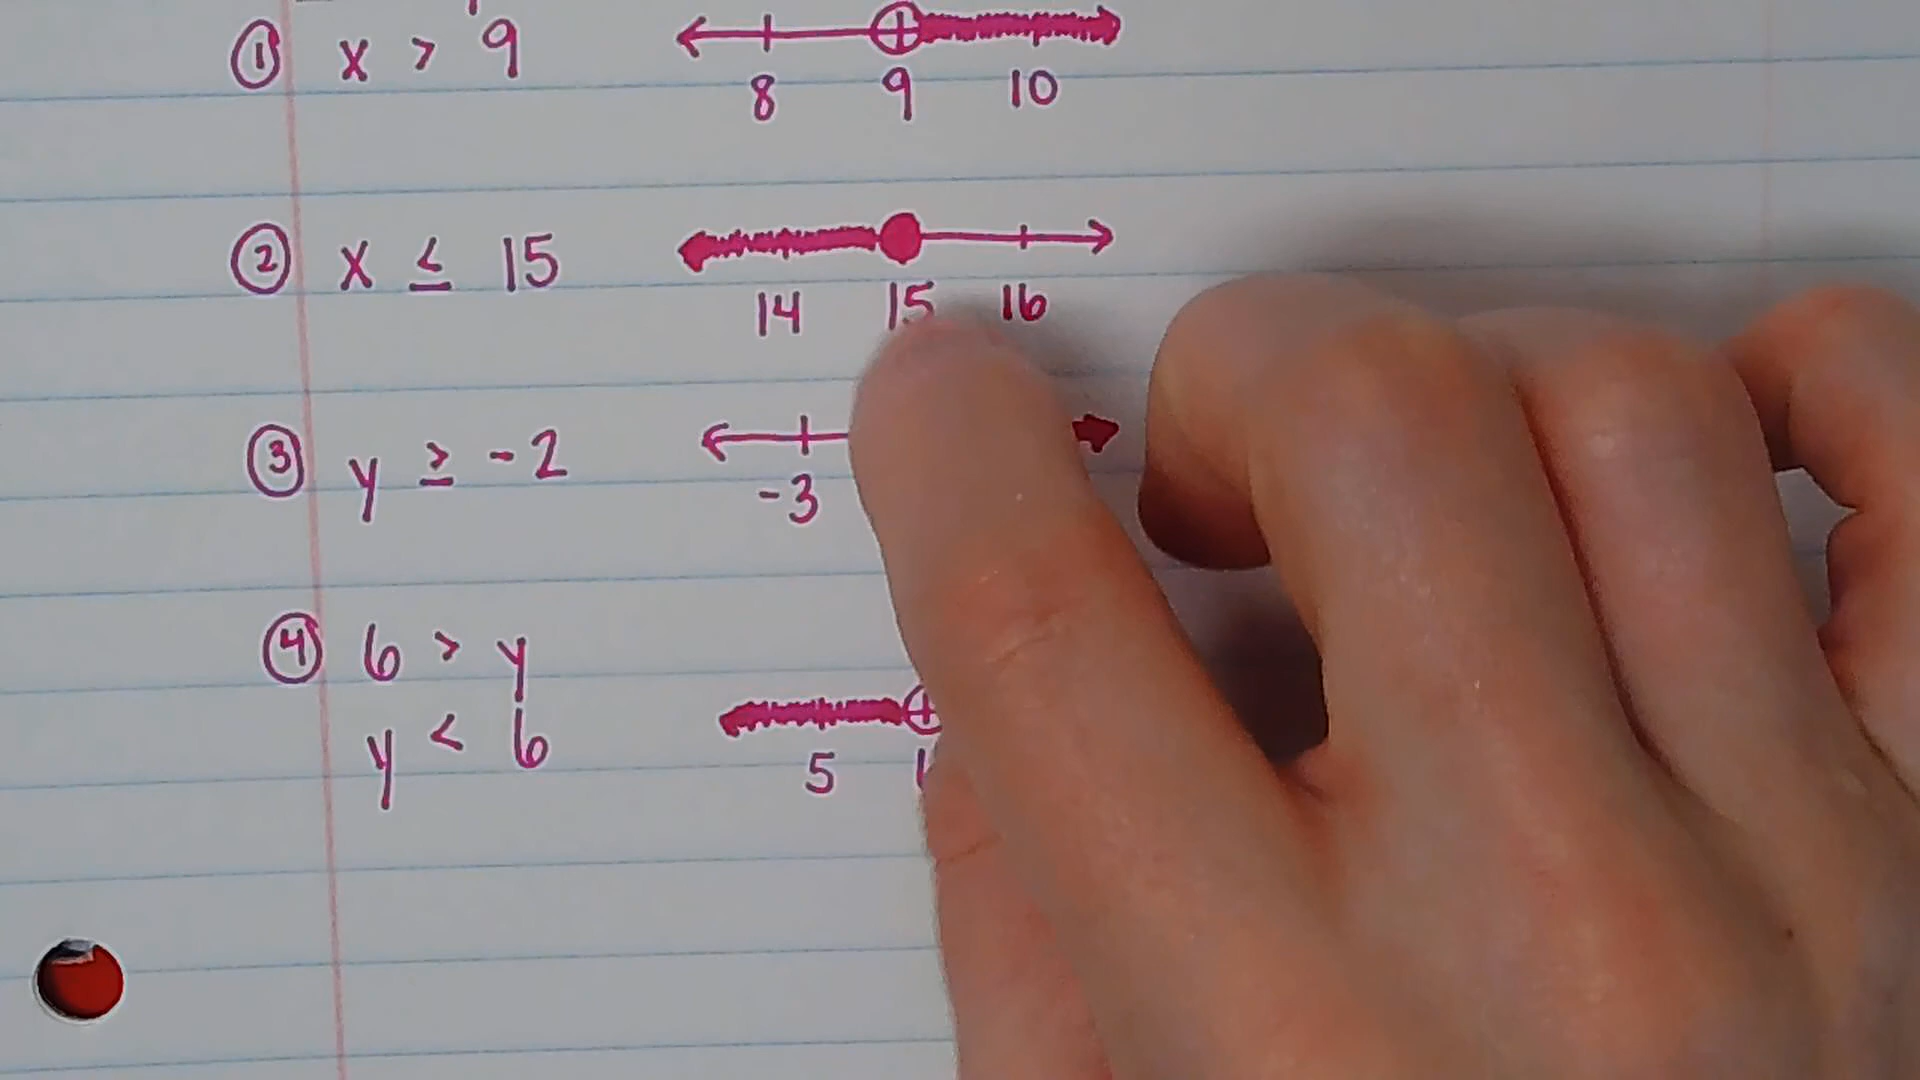 ① x > 9
8 9 10
② x ≤ 15
14 15 16
③ y ≥ -2
-3
④ 6 > y
y < 6
5